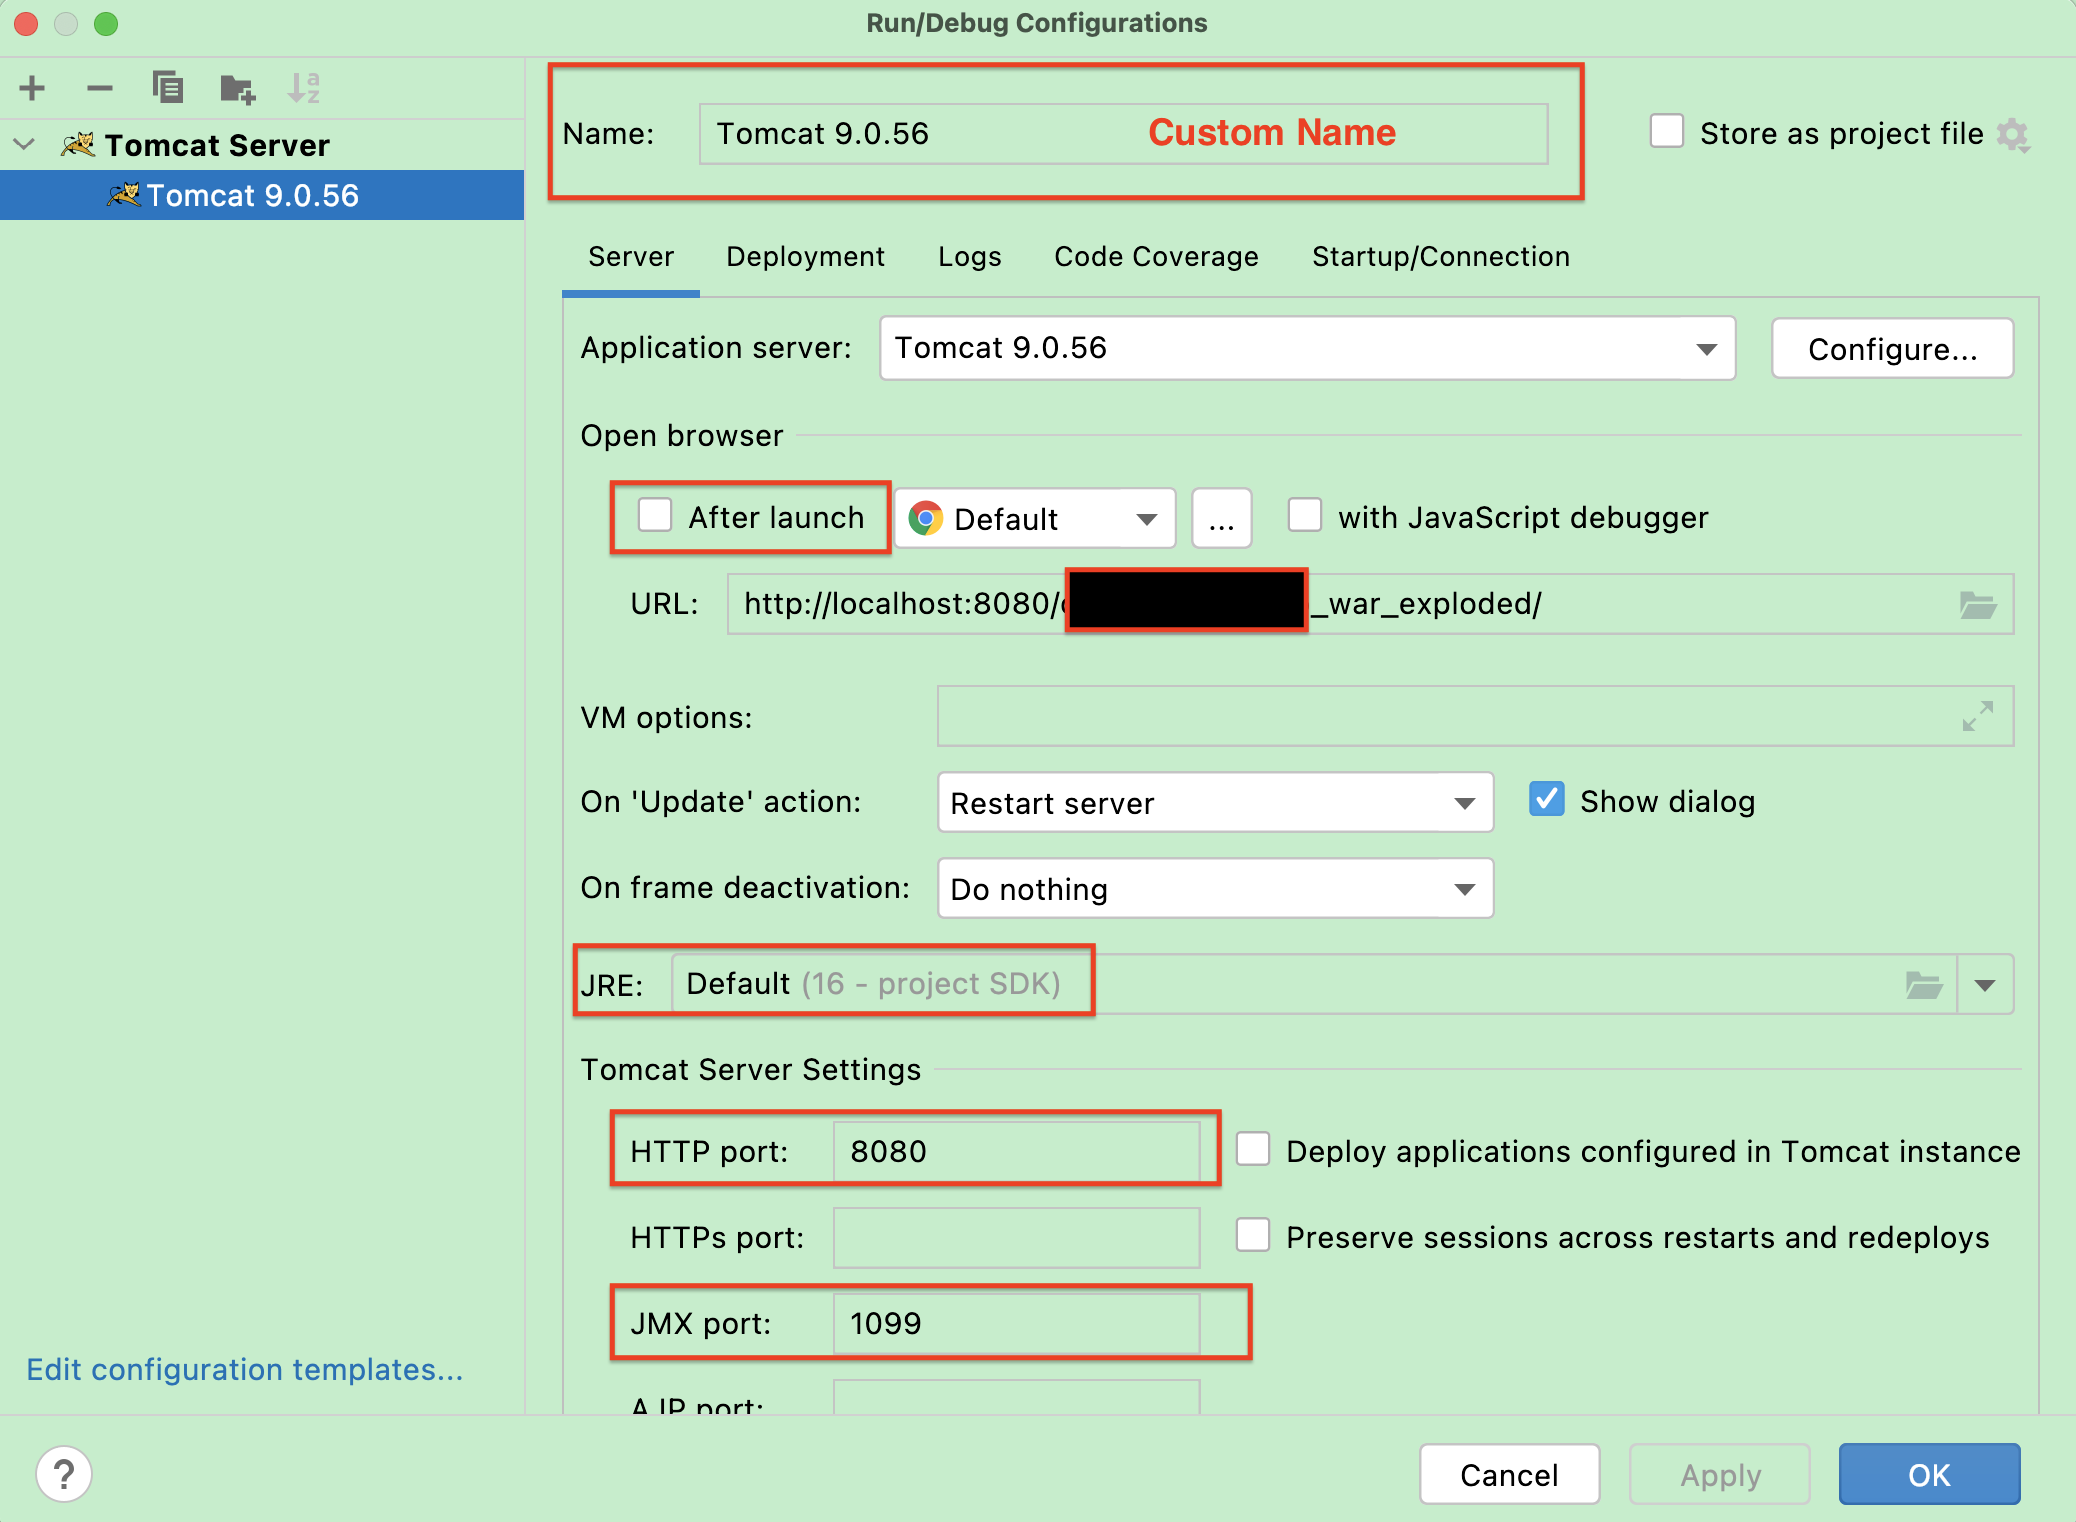 Run/Debug Configurations
Tomcat Server
Tomcat 9.0.56
Name: Tomcat 9.0.56 Custom Name
Store as project file
Server Deployment Logs Code Coverage Startup/Connection
Application server: Tomcat 9.0.56 Configure...
Open browser
After launch Default ... with JavaScript debugger
URL: http://localhost:8080/ _war_exploded/
VM options:
On 'Update' action: Restart server Show dialog
On frame deactivation: Do nothing
JRE: Default (16 - project SDK)
Tomcat Server Settings
HTTP port: 8080 Deploy applications configured in Tomcat instance
HTTPs port: Preserve sessions across restarts and redeploys
JMX port: 1099
AJP port:
Edit configuration templates...
? Cancel Apply OK